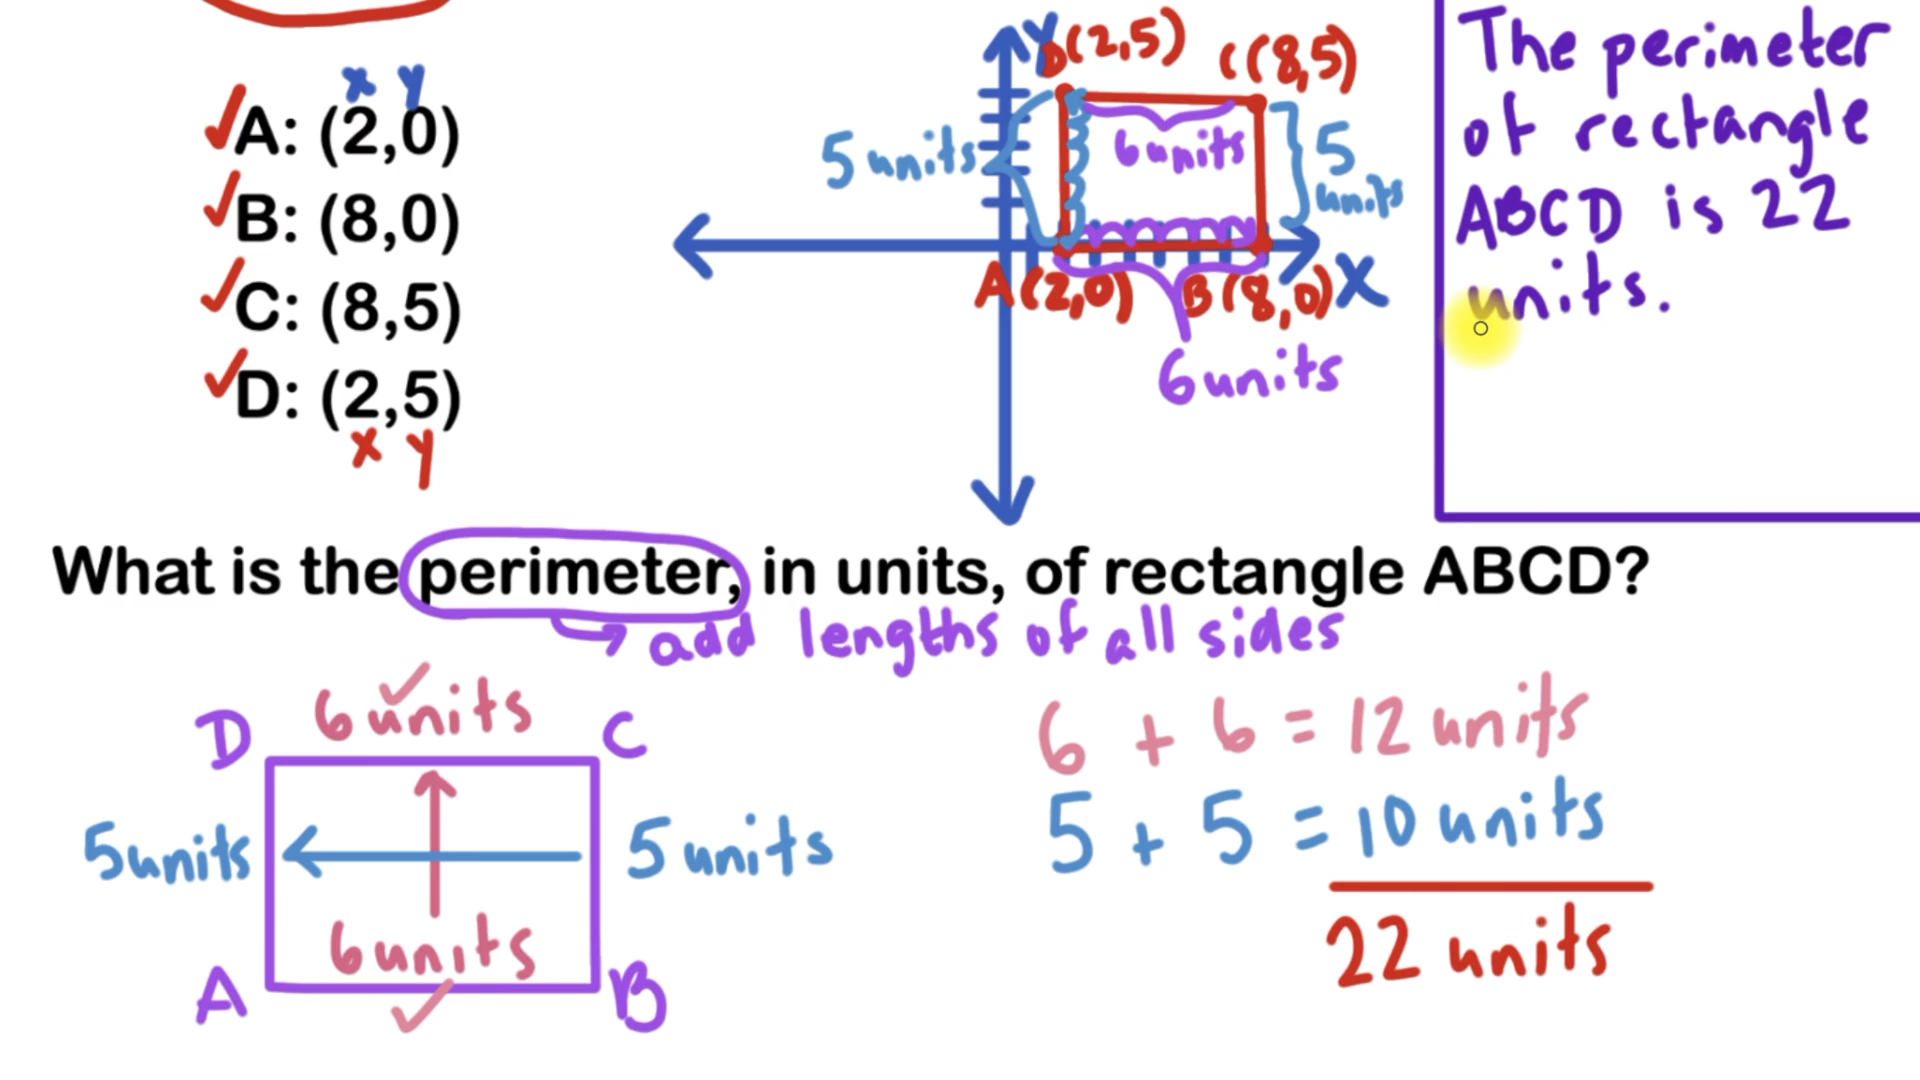 x y
A: (2,0)
B: (8,0)
C: (8,5)
D: (2,5)
x y
Y
D(2,5) C(8,5)
5 units
6 units
5
units
A(2,0) B(8,0) X
6 units
The perimeter
of rectangle
ABCD is 22
units.
What is the perimeter, in units, of rectangle ABCD?
add lengths of all sides
D 6 units C
5 units
5 units
6 units
A B
6 + 6 = 12 units
5 + 5 = 10 units
22 units